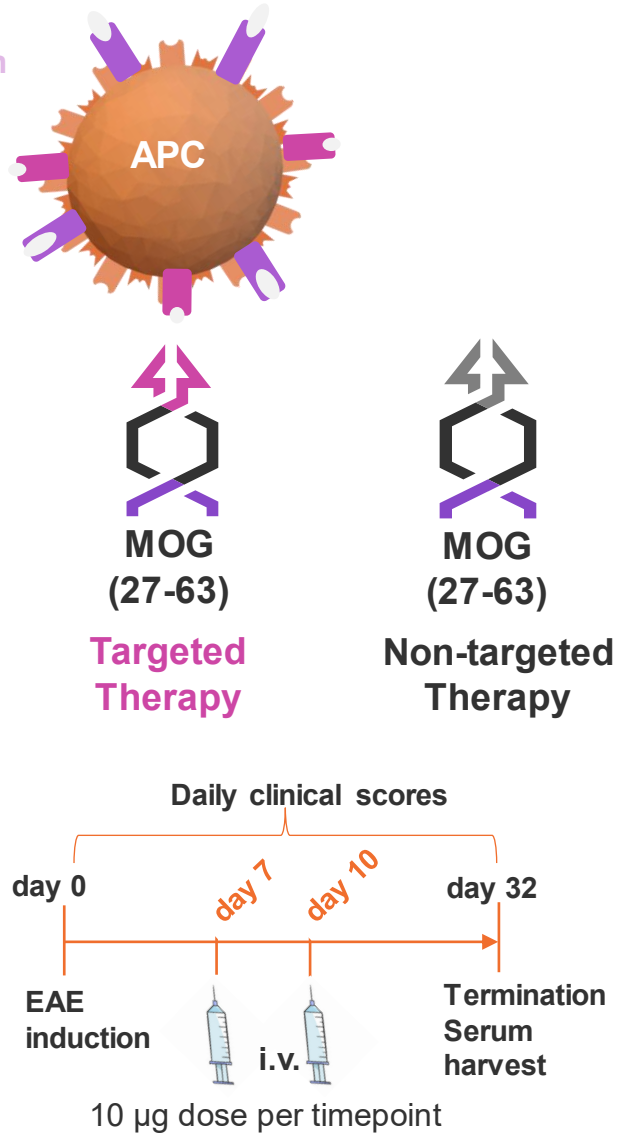 APC
MOG
(27-63)
Targeted
Therapy
MOG
(27-63)
Non-targeted
Therapy
Daily clinical scores
day 0
day 7
day 10
day 32
EAE
induction
i.v.
Termination
Serum
harvest
10 µg dose per timepoint